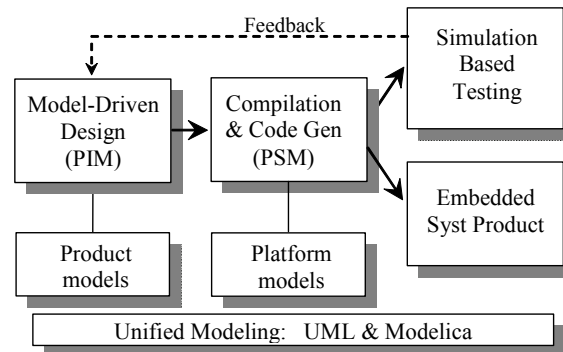 Feedback
Simulation
Based
Testing
Model-Driven
Design
(PIM)
Compilation
& Code Gen
(PSM)
Embedded
Syst Product
Product
models
Platform
models
Unified Modeling: UML & Modelica